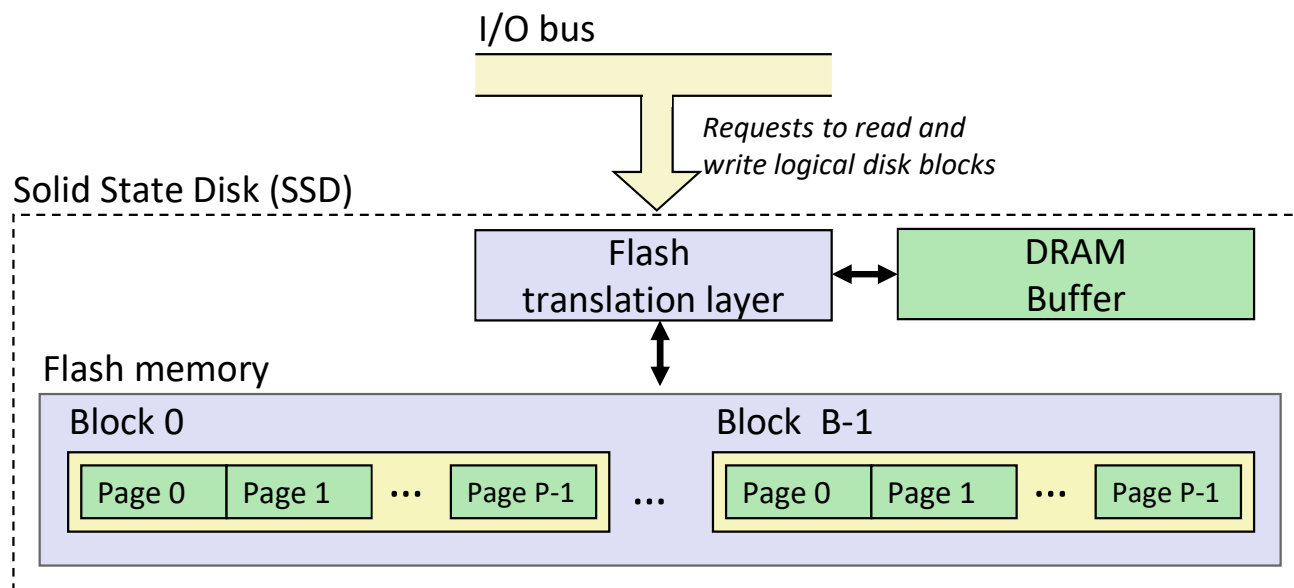 I/O bus
Requests to read and
write logical disk blocks
Solid State Disk (SSD)
Flash
translation layer
DRAM
Buffer
Flash memory
Block 0
Block B-1
Page 0
Page 1
...
Page P-1
...
Page 0
Page 1
...
Page P-1